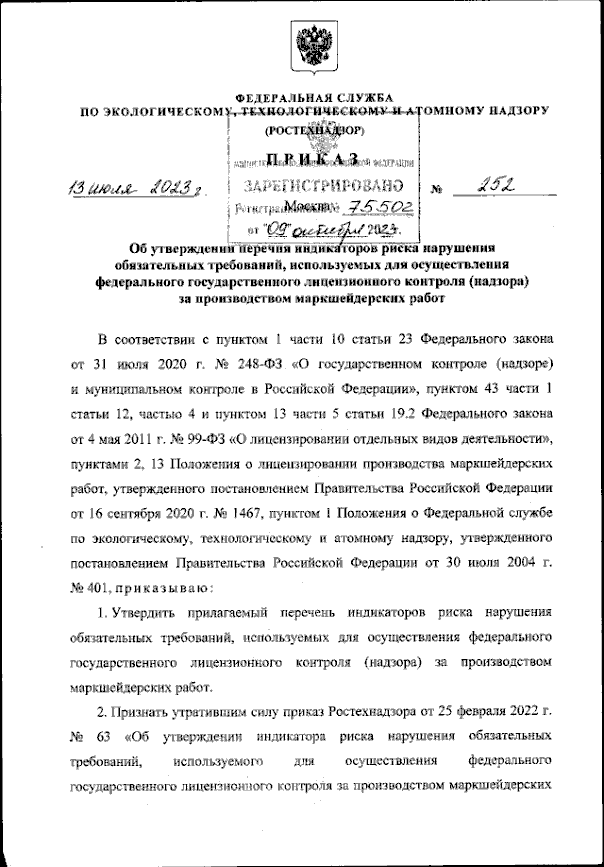 ФЕДЕРАЛЬНАЯ СЛУЖБА
ПО ЭКОЛОГИЧЕСКОМУ, ТЕХНОЛОГИЧЕСКОМУ И АТОМНОМУ НАДЗОРУ
(РОСТЕХНАДЗОР)
ПРИКАЗ
МИНИСТЕРСТВО ЮСТИЦИИ РОССИЙСКОЙ ФЕДЕРАЦИИ
ЗАРЕГИСТРИРОВАНО
13 июля 2023 г. № 252
Москва
Регистрационный № 75502
от "09" октября 2023 г.
Об утверждении перечня индикаторов риска нарушения
обязательных требований, используемых для осуществления
федерального государственного лицензионного контроля (надзора)
за производством маркшейдерских работ
В соответствии с пунктом 1 части 10 статьи 23 Федерального закона
от 31 июля 2020 г. № 248-ФЗ «О государственном контроле (надзоре)
и муниципальном контроле в Российской Федерации», пунктом 43 части 1
статьи 12, частью 4 и пунктом 13 части 5 статьи 19.2 Федерального закона
от 4 мая 2011 г. № 99-ФЗ «О лицензировании отдельных видов деятельности»,
пунктами 2, 13 Положения о лицензировании производства маркшейдерских
работ, утвержденного постановлением Правительства Российской Федерации
от 16 сентября 2020 г. № 1467, пунктом 1 Положения о Федеральной службе
по экологическому, технологическому и атомному надзору, утвержденного
постановлением Правительства Российской Федерации от 30 июля 2004 г.
№ 401, приказываю:
1. Утвердить прилагаемый перечень индикаторов риска нарушения
обязательных требований, используемых для осуществления федерального
государственного лицензионного контроля (надзора) за производством
маркшейдерских работ.
2. Признать утратившим силу приказ Ростехнадзора от 25 февраля 2022 г.
№ 63 «Об утверждении индикатора риска нарушения обязательных
требований, используемого для осуществления федерального
государственного лицензионного контроля за производством маркшейдерских